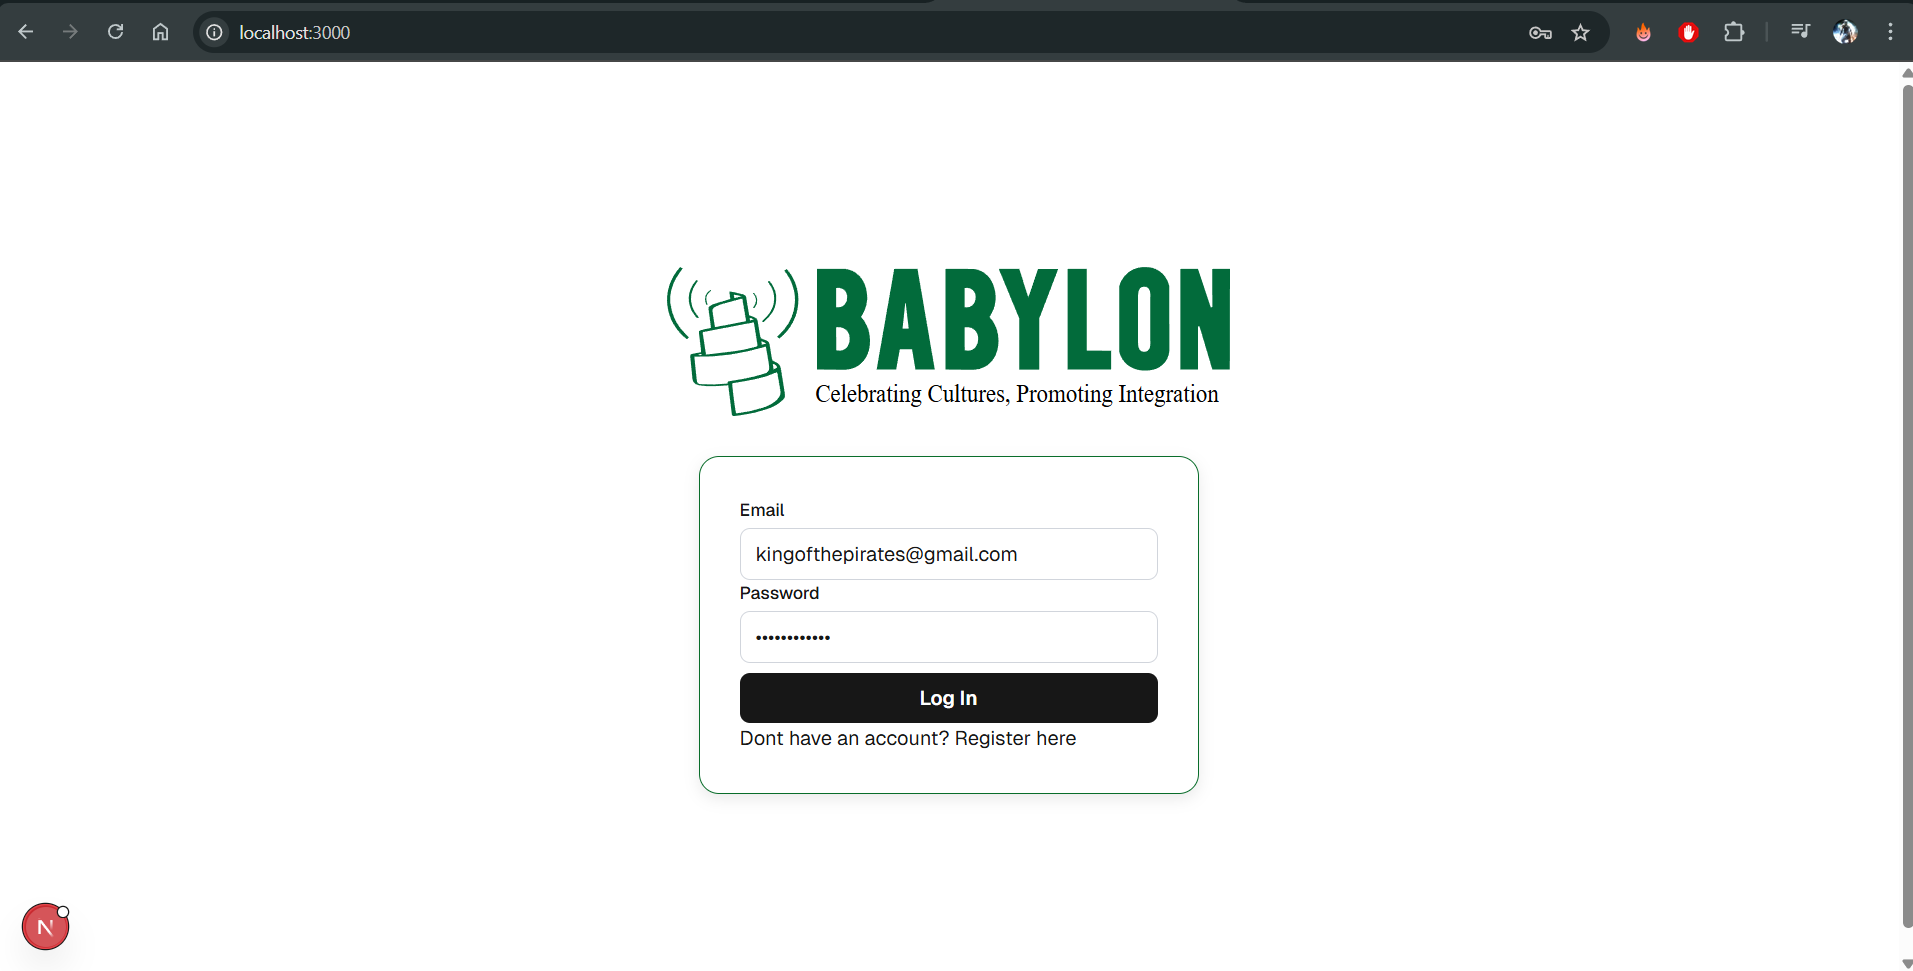 localhost:3000
BABYLON
Celebrating Cultures, Promoting Integration
Email
kingofthepirates@gmail.com
Password
••••••••••••
Log In
Dont have an account? Register here
N